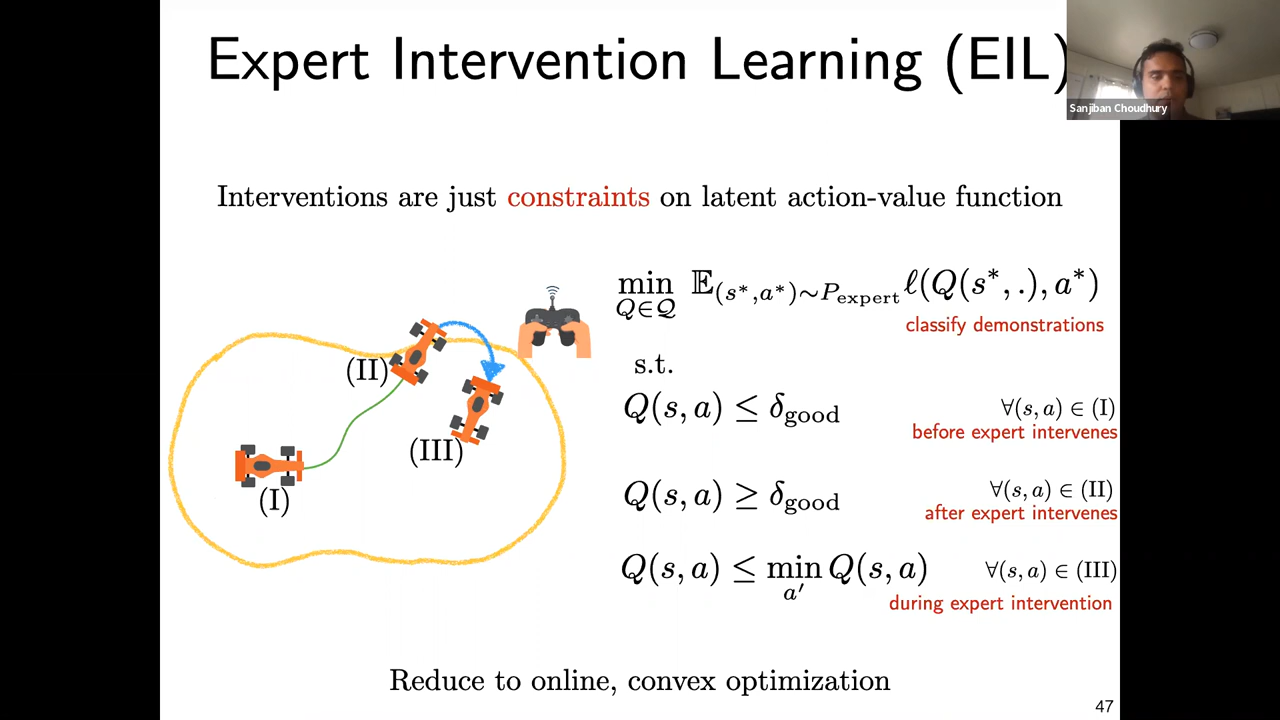 Expert Intervention Learning (EIL)
Sanjiban Choudhury
Interventions are just constraints on latent action-value function
min_{Q∈𝒬} 𝔼_{(s*,a*)∼P_expert} ℓ(Q(s*,.), a*)
classify demonstrations
s.t.
Q(s, a) ≤ δ_good ∀(s, a) ∈ (I)
before expert intervenes
Q(s, a) ≥ δ_good ∀(s, a) ∈ (II)
after expert intervenes
Q(s, a) ≤ min_{a′} Q(s, a) ∀(s, a) ∈ (III)
during expert intervention
(II)
(III)
(I)
Reduce to online, convex optimization
47